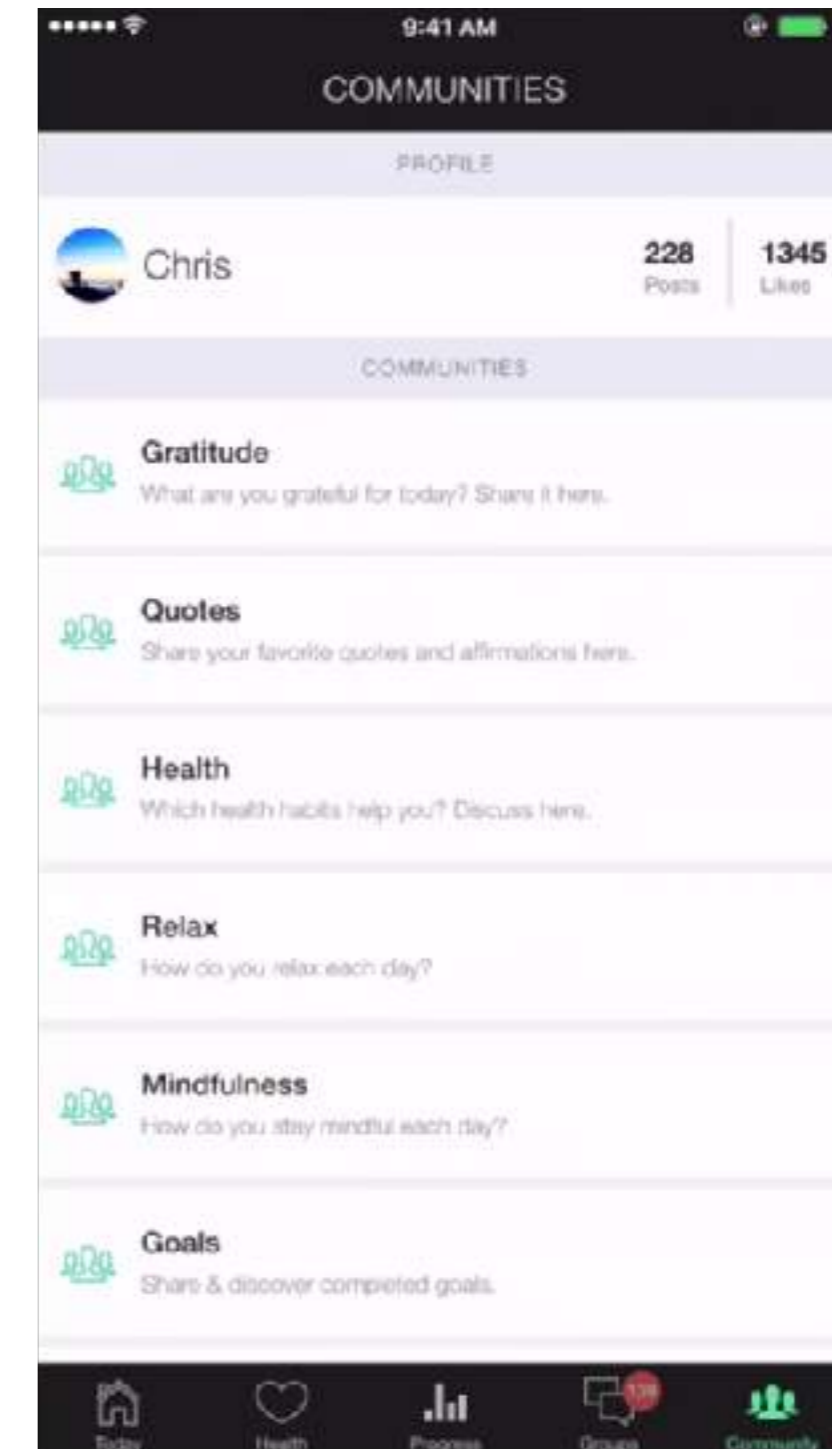 9:41 AM
COMMUNITIES
PROFILE
Chris
228
Posts
1345
Likes
COMMUNITIES
Gratitude
What are you grateful for today? Share it here.
Quotes
Share your favorite quotes and affirmations here.
Health
Which health habits help you? Discuss here.
Relax
How do you relax each day?
Mindfulness
How do you stay mindful each day?
Goals
Share & discover completed goals.
Today
Health
Progress
Groups
Community